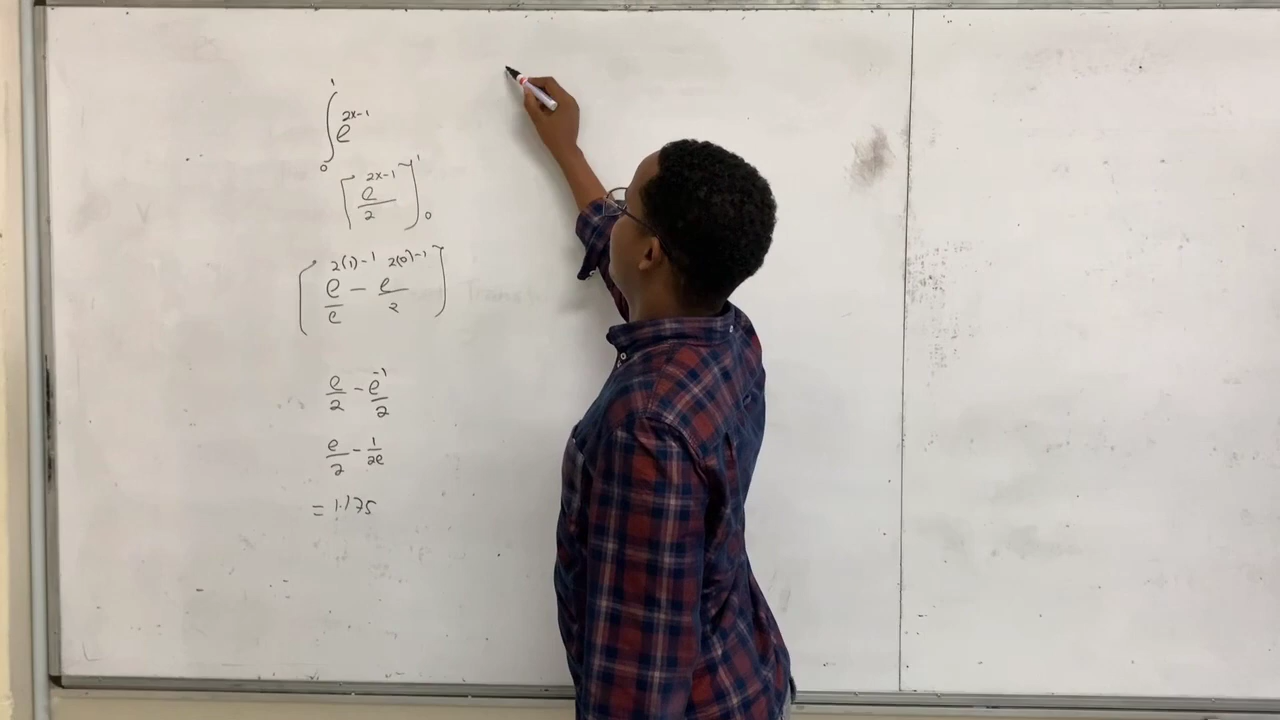 ∫₀¹ e^(2x-1)
[e^(2x-1)/2]₀¹
[e^(2(1)-1)/e - e^(2(0)-1)/2]
e/2 - e^(-1)/2
e/2 - 1/2e
= 1.175